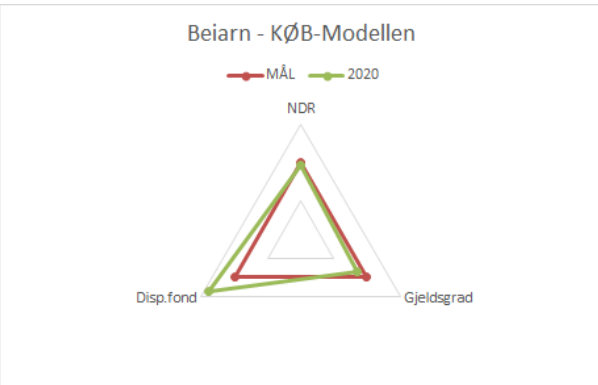 Beiarn - KØB-Modellen
MÅL 2020
NDR
Disp.fond Gjeldsgrad